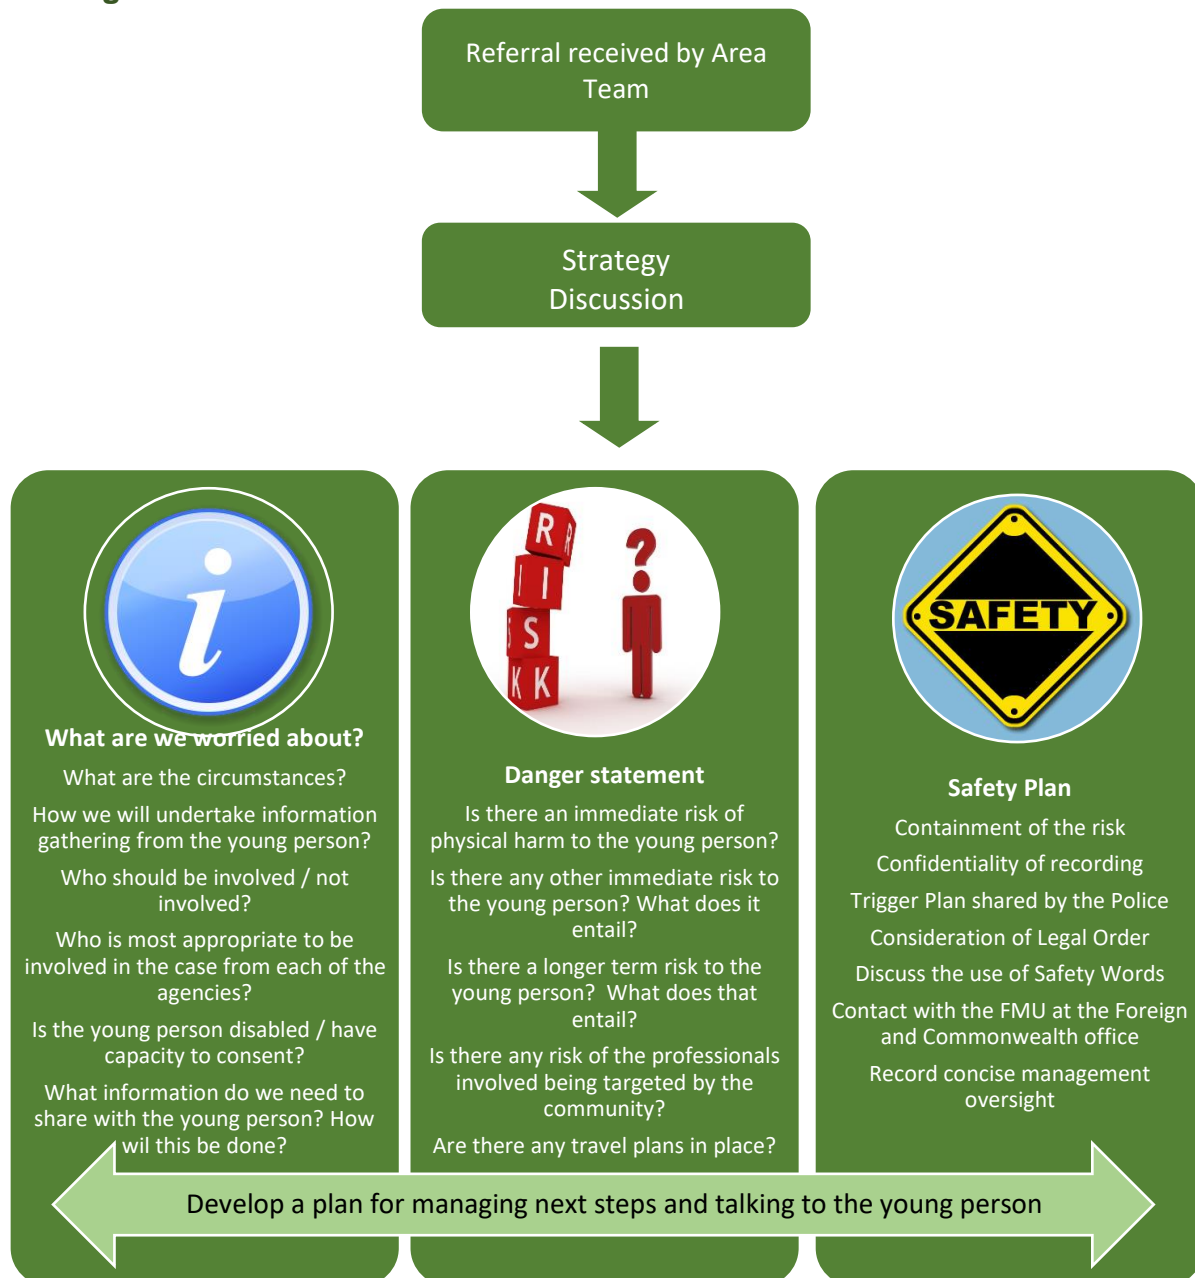 Referral received by Area
Team
Strategy
Discussion
What are we worried about?
What are the circumstances?
How we will undertake information
gathering from the young person?
Who should be involved / not
involved?
Who is most appropriate to be
involved in the case from each of the
agencies?
Is the young person disabled / have
capacity to consent?
What information do we need to
share with the young person? How
wil this be done?
R R
I I
S S
K K
?
Danger statement
Is there an immediate risk of
physical harm to the young person?
Is there any other immediate risk to
the young person? What does it
entail?
Is there a longer term risk to the
young person?  What does that
entail?
Is there any risk of the professionals
involved being targeted by the
community?
Are there any travel plans in place?
SAFETY
Safety Plan
Containment of the risk
Confidentiality of recording
Trigger Plan shared by the Police
Consideration of Legal Order
Discuss the use of Safety Words
Contact with the FMU at the Foreign
and Commonwealth office
Record concise management
oversight
Develop a plan for managing next steps and talking to the young person